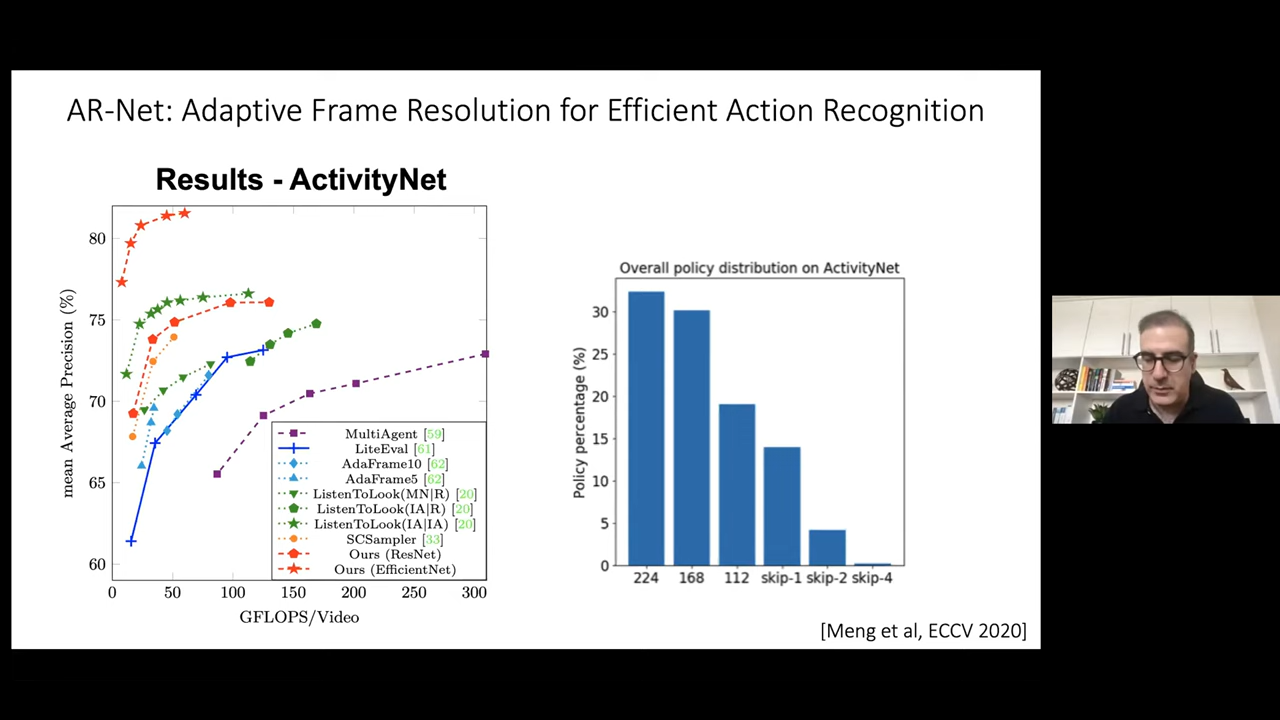 AR-Net: Adaptive Frame Resolution for Efficient Action Recognition
Results - ActivityNet
mean Average Precision (%)
80
75
70
65
60
0
50
100
150
200
250
300
GFLOPS/Video
MultiAgent [59]
LiteEval [61]
AdaFrame10 [62]
AdaFrame5 [62]
ListenToLook(MN|R) [20]
ListenToLook(IA|R) [20]
ListenToLook(IA|IA) [20]
SCSampler [33]
Ours (ResNet)
Ours (EfficientNet)
Overall policy distribution on ActivityNet
Policy percentage (%)
30
25
20
15
10
5
0
224
168
112
skip-1
skip-2
skip-4
[Meng et al, ECCV 2020]